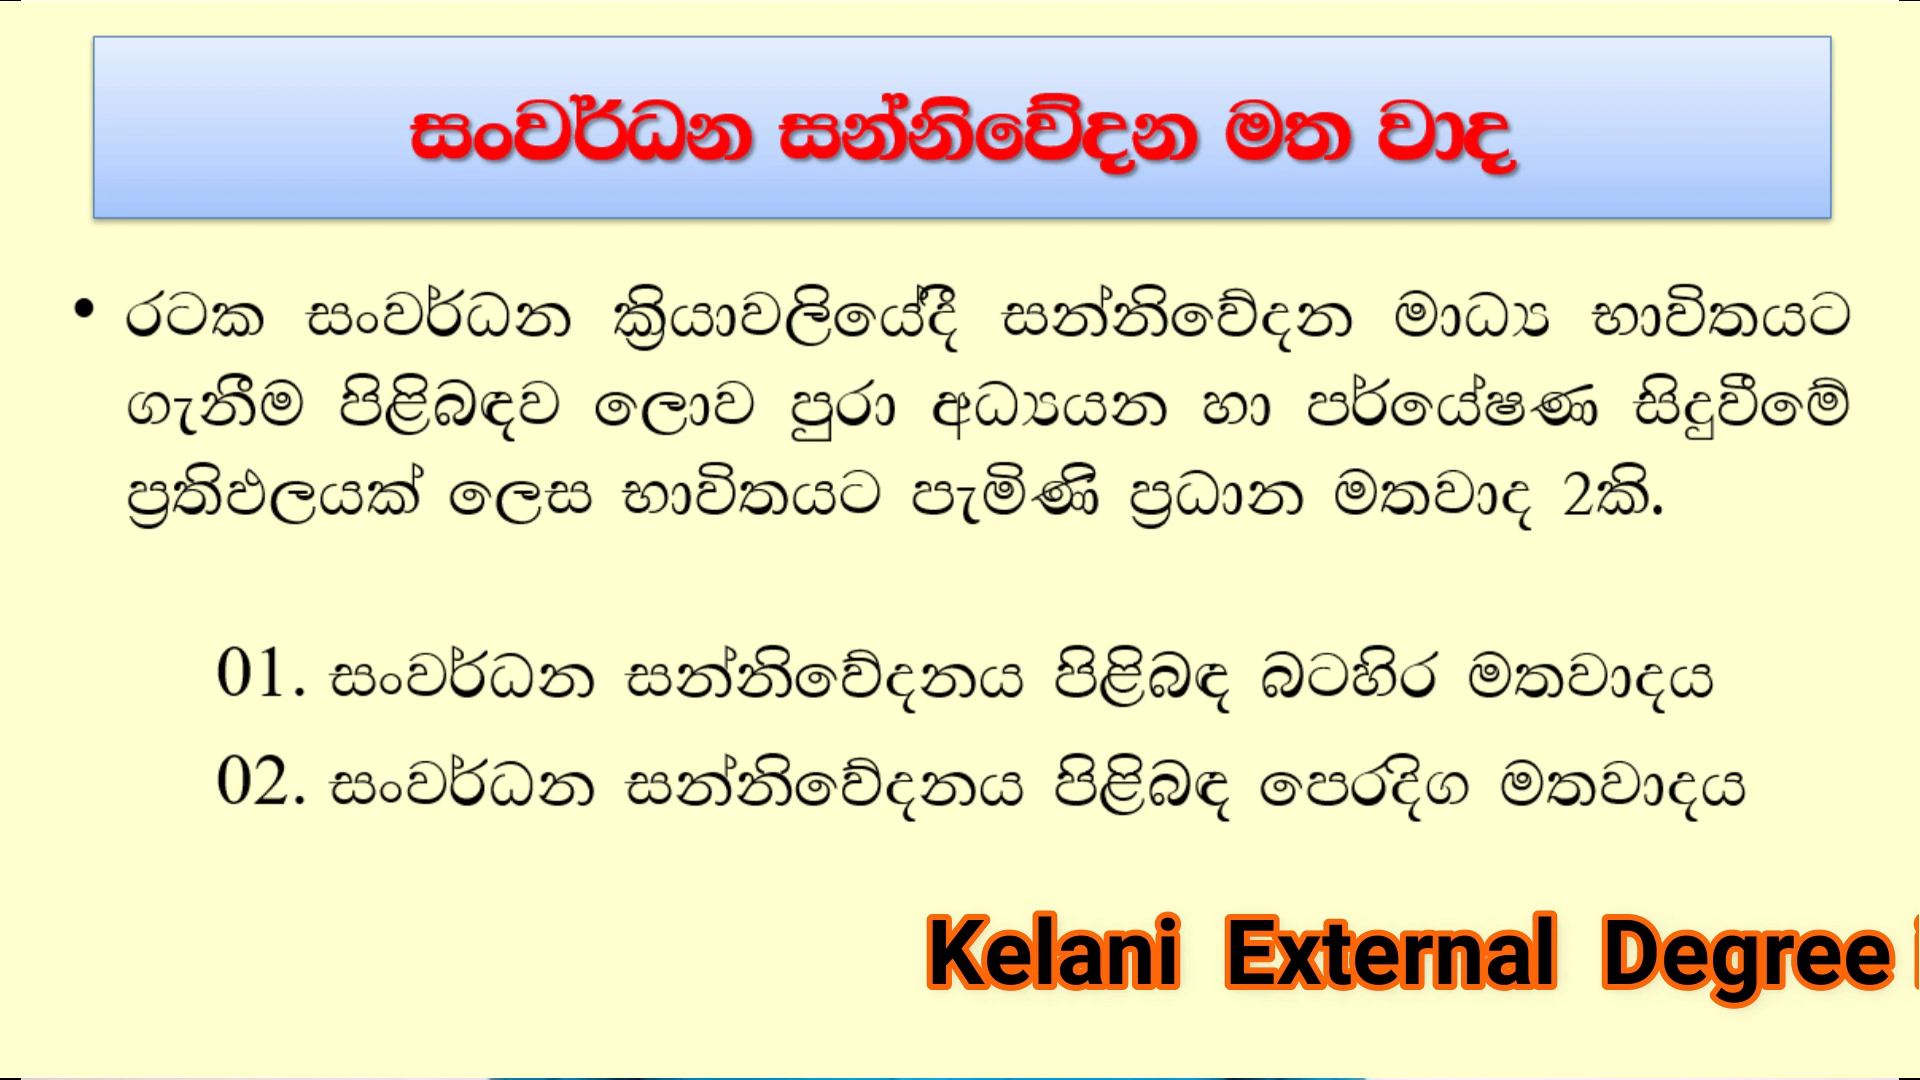 සංවර්ධන සන්නිවේදන මත වාද
• රටක සංවර්ධන ක්‍රියාවලියේදී සන්නිවේදන මාධ්‍ය භාවිතයට
ගැනීම පිළිබඳව ලොව පුරා අධ්‍යයන හා පර්යේෂණ සිදුවීමේ
ප්‍රතිඵලයක් ලෙස භාවිතයට පැමිණි ප්‍රධාන මතවාද 2කි.
01. සංවර්ධන සන්නිවේදනය පිළිබඳ බටහිර මතවාදය
02. සංවර්ධන සන්නිවේදනය පිළිබඳ පෙරදිග මතවාදය
Kelani External Degree